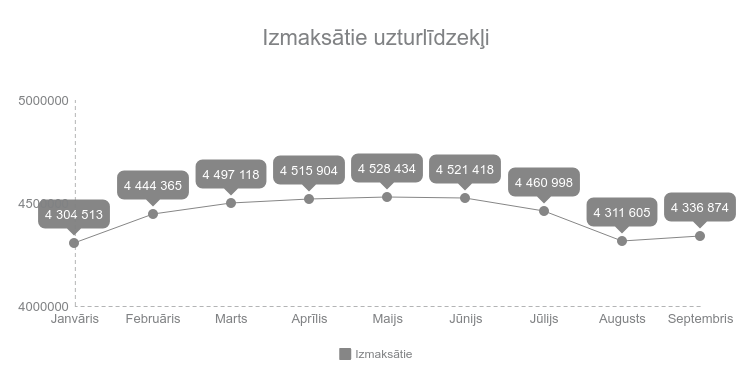 Izmaksātie uzturlīdzekļi
5000000
4500000
4000000
4 304 513
4 444 365
4 497 118
4 515 904
4 528 434
4 521 418
4 460 998
4 311 605
4 336 874
Janvāris Februāris Marts Aprīlis Maijs Jūnijs Jūlijs Augusts Septembris
Izmaksātie